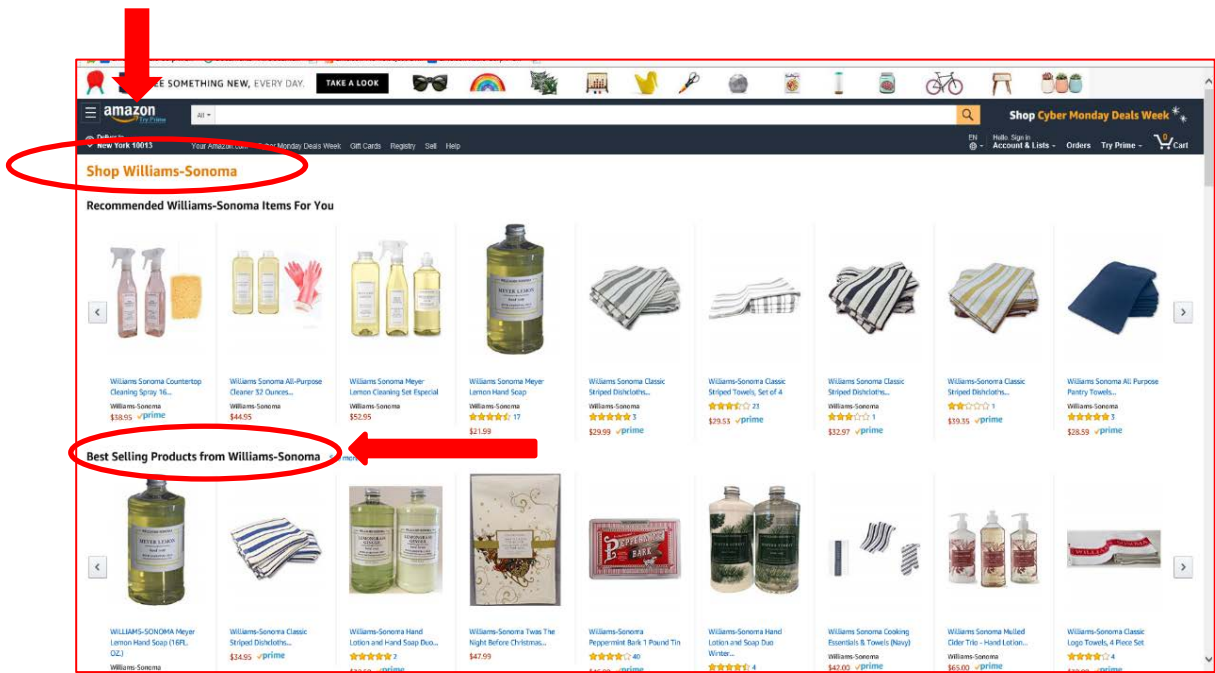 SOMETHING NEW, EVERY DAY. TAKE A LOOK
amazon
Try Prime
All
Shop Cyber Monday Deals Week
New York 10013
Cyber Monday Deals Week Gift Cards Registry Sell Help
EN
Hello. Sign in
Account & Lists Orders Try Prime 0 Cart
Shop Williams-Sonoma
Recommended Williams-Sonoma Items For You
Williams Sonoma Countertop Williams Sonoma All-Purpose Williams Sonoma Meyer Williams Sonoma Meyer Williams Sonoma Classic Williams-Sonoma Classic Williams Sonoma Classic Williams-Sonoma Classic Williams Sonoma All Purpose
Cleaning Spray 16... Cleaner 32 Ounces... Lemon Cleaning Set Especial Lemon Hand Soap Striped Dishcloths... Striped Towels, Set of 4 Striped Dishcloths... Striped Dishcloths... Pantry Towels...
Williams-Sonoma Williams-Sonoma Williams-Sonoma Williams-Sonoma Williams-Sonoma 23 Williams-Sonoma 1 Williams-Sonoma
$38.95 prime $44.95 $52.95 17 3 $29.53 prime 1 $39.35 prime 3
$21.99 $29.99 prime $32.97 prime $28.59 prime
Best Selling Products from Williams-Sonoma
MEYER LEMON
PEPPERMINT
BARK
WILLIAMS-SONOMA Meyer Williams-Sonoma Classic Williams-Sonoma Hand Williams-Sonoma Twas The Williams-Sonoma Williams-Sonoma Hand Williams Sonoma Cooking Williams Sonoma Mulled Williams-Sonoma Classic
Lemon Hand Soap (16FL. Striped Dishcloths... Lotion and Hand Soap Duo... Night Before Christmas... Peppermint Bark 1 Pound Tin Lotion and Soap Duo Essentials & Towels (Navy) Cider Trio - Hand Lotion... Logo Towels, 4 Piece Set
OZ.) $34.95 prime 2 $47.99 40 Winter... Williams-Sonoma Williams-Sonoma 4
Williams-Sonoma prime prime 4 $42.00 prime $65.00 prime prime